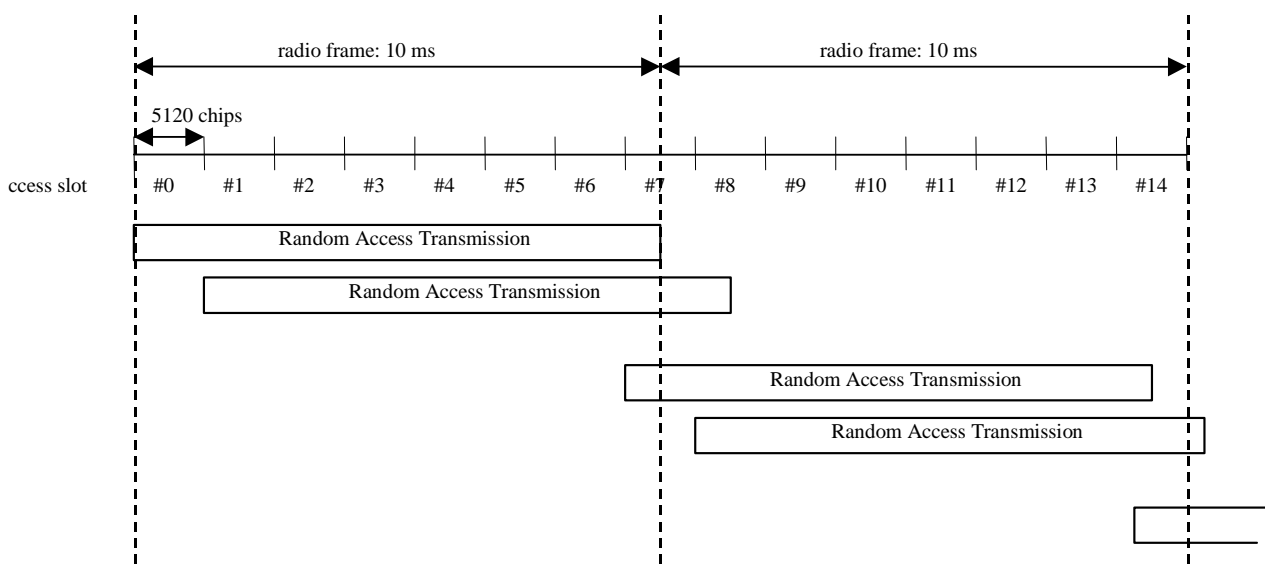 radio frame: 10 ms radio frame: 10 ms
5120 chips
ccess slot #0 #1 #2 #3 #4 #5 #6 #7 #8 #9 #10 #11 #12 #13 #14
Random Access Transmission
Random Access Transmission
Random Access Transmission
Random Access Transmission